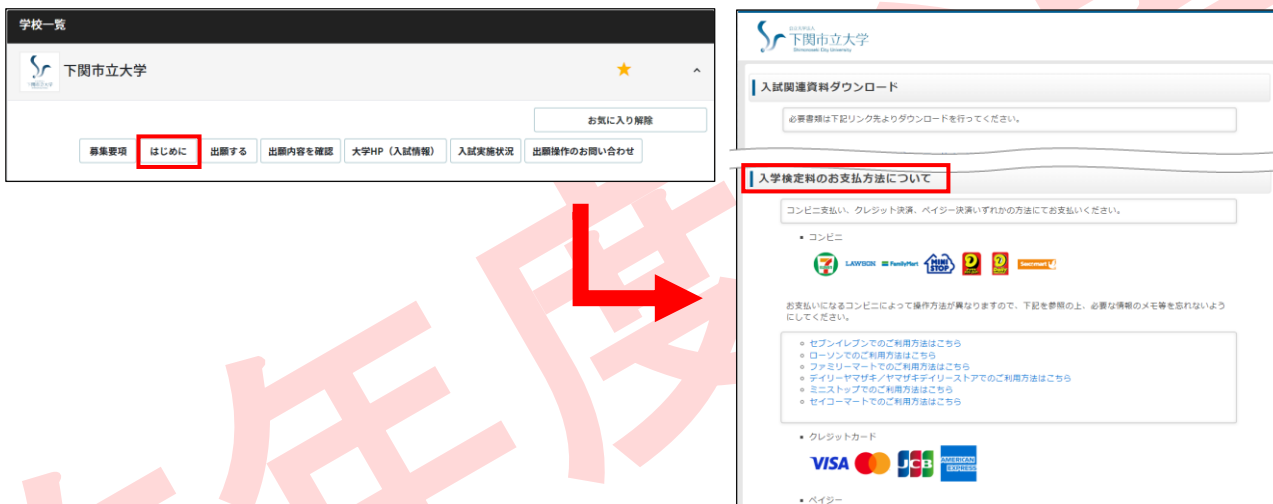 学校一覧
下関市立大学
お気に入り解除
募集要項 はじめに 出願する 出願内容を確認 大学HP（入試情報） 入試実施状況 出願操作のお問い合わせ
下関市立大学
Shimonoseki City University
入試関連資料ダウンロード
必要書類は下記リンク先よりダウンロードを行ってください。
入学検定料のお支払方法について
コンビニ支払い、クレジット決済、ペイジー決済いずれかの方法にてお支払いください。
• コンビニ
LAWSON FamilyMart MINI STOP Seicomart
お支払いになるコンビニによって操作方法が異なりますので、下記を参照の上、必要な情報のメモ等を忘れないよう
にしてください。
セブンイレブンでのご利用方法はこちら
ローソンでのご利用方法はこちら
ファミリーマートでのご利用方法はこちら
デイリーヤマザキ／ヤマザキデイリーストアでのご利用方法はこちら
ミニストップでのご利用方法はこちら
セイコーマートでのご利用方法はこちら
• クレジットカード
VISA JCB AMERICAN EXPRESS
• ペイジー
年度